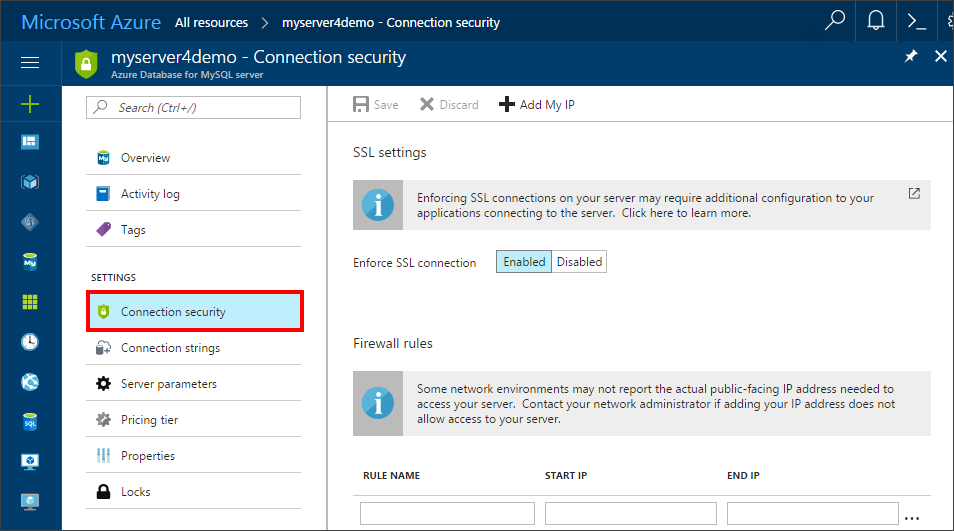 Microsoft Azure All resources > myserver4demo - Connection security
myserver4demo - Connection security
Azure Database for MySQL server
Search (Ctrl+/)
Overview
Activity log
Tags
SETTINGS
Connection security
Connection strings
Server parameters
Pricing tier
Properties
Locks
Save Discard Add My IP
SSL settings
Enforcing SSL connections on your server may require additional configuration to your
applications connecting to the server. Click here to learn more.
Enforce SSL connection Enabled Disabled
Firewall rules
Some network environments may not report the actual public-facing IP address needed to
access your server. Contact your network administrator if adding your IP address does not
allow access to your server.
RULE NAME START IP END IP
...